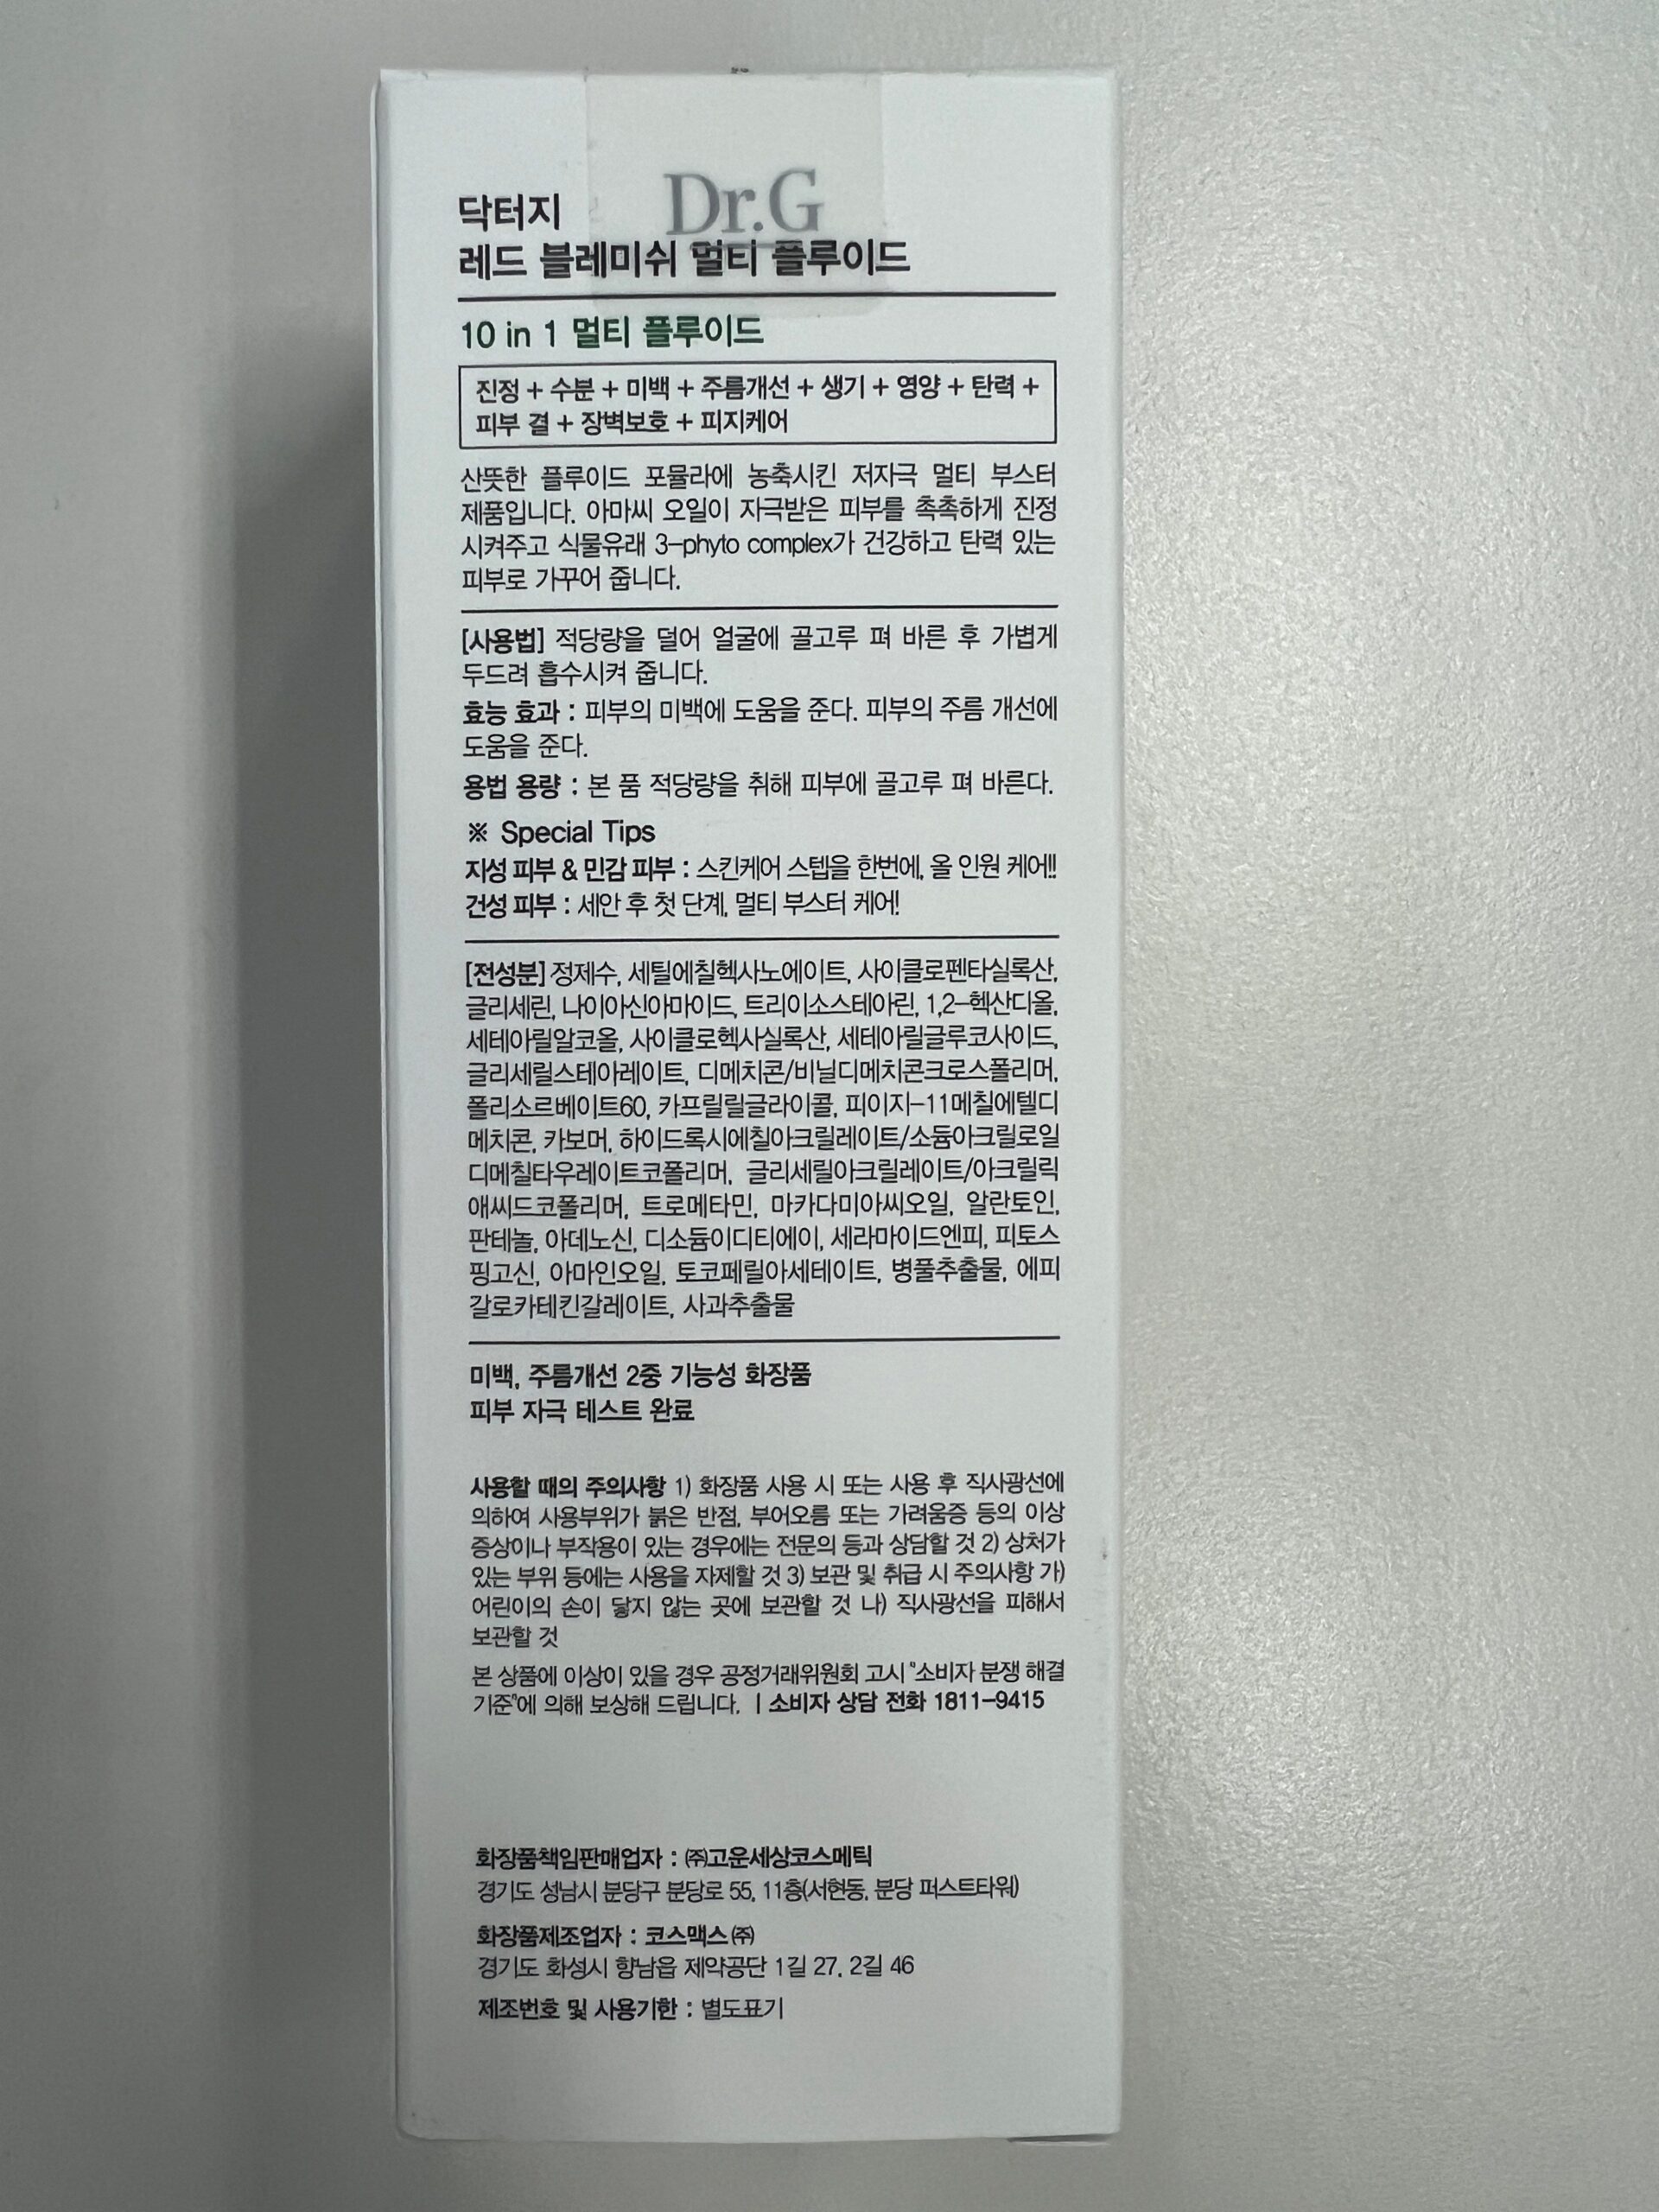 닥터지
Dr.G
레드 블레미쉬 멀티 플루이드
10 in 1 멀티 플루이드
진정 + 수분 + 미백 + 주름개선 + 생기 + 영양 + 탄력 +
피부 결 + 장벽보호 + 피지케어
산뜻한 플루이드 포뮬라에 농축시킨 저자극 멀티 부스터
제품입니다. 아마씨 오일이 자극받은 피부를 촉촉하게 진정
시켜주고 식물유래 3-phyto complex가 건강하고 탄력 있는
피부로 가꾸어 줍니다.
[사용법] 적당량을 덜어 얼굴에 골고루 펴 바른 후 가볍게
두드려 흡수시켜 줍니다.
효능 효과 : 피부의 미백에 도움을 준다. 피부의 주름 개선에
도움을 준다.
용법 용량 : 본 품 적당량을 취해 피부에 골고루 펴 바른다.
※ Special Tips
지성 피부 & 민감 피부 : 스킨케어 스텝을 한번에, 올 인원 케어!!
건성 피부 : 세안 후 첫 단계, 멀티 부스터 케어!
[전성분] 정제수, 세틸에칠헥사노에이트, 사이클로펜타실록산,
글리세린, 나이아신아마이드, 트리이소스테아린, 1,2-헥산디올,
세테아릴알코올, 사이클로헥사실록산, 세테아릴글루코사이드,
글리세릴스테아레이트, 디메치콘/비닐디메치콘크로스폴리머,
폴리소르베이트60, 카프릴릴글라이콜, 피이지-11메칠에텔디
메치콘, 카보머, 하이드록시에칠아크릴레이트/소듐아크릴로일
디메칠타우레이트코폴리머, 글리세릴아크릴레이트/아크릴릭
애씨드코폴리머, 트로메타민, 마카다미아씨오일, 알란토인,
판테놀, 아데노신, 디소듐이디티에이, 세라마이드엔피, 피토스
핑고신, 아마인오일, 토코페릴아세테이트, 병풀추출물, 에피
갈로카테킨갈레이트, 사과추출물
미백, 주름개선 2중 기능성 화장품
피부 자극 테스트 완료
사용할 때의 주의사항 1) 화장품 사용 시 또는 사용 후 직사광선에
의하여 사용부위가 붉은 반점, 부어오름 또는 가려움증 등의 이상
증상이나 부작용이 있는 경우에는 전문의 등과 상담할 것 2) 상처가
있는 부위 등에는 사용을 자제할 것 3) 보관 및 취급 시 주의사항 가)
어린이의 손이 닿지 않는 곳에 보관할 것 나) 직사광선을 피해서
보관할 것
본 상품에 이상이 있을 경우 공정거래위원회 고시 "소비자 분쟁 해결
기준"에 의해 보상해 드립니다. | 소비자 상담 전화 1811-9415
화장품책임판매업자 : ㈜고운세상코스메틱
경기도 성남시 분당구 분당로 55, 11층(서현동, 분당 퍼스트타워)
화장품제조업자 : 코스맥스㈜
경기도 화성시 향남읍 제약공단 1길 27, 2길 46
제조번호 및 사용기한 : 별도표기